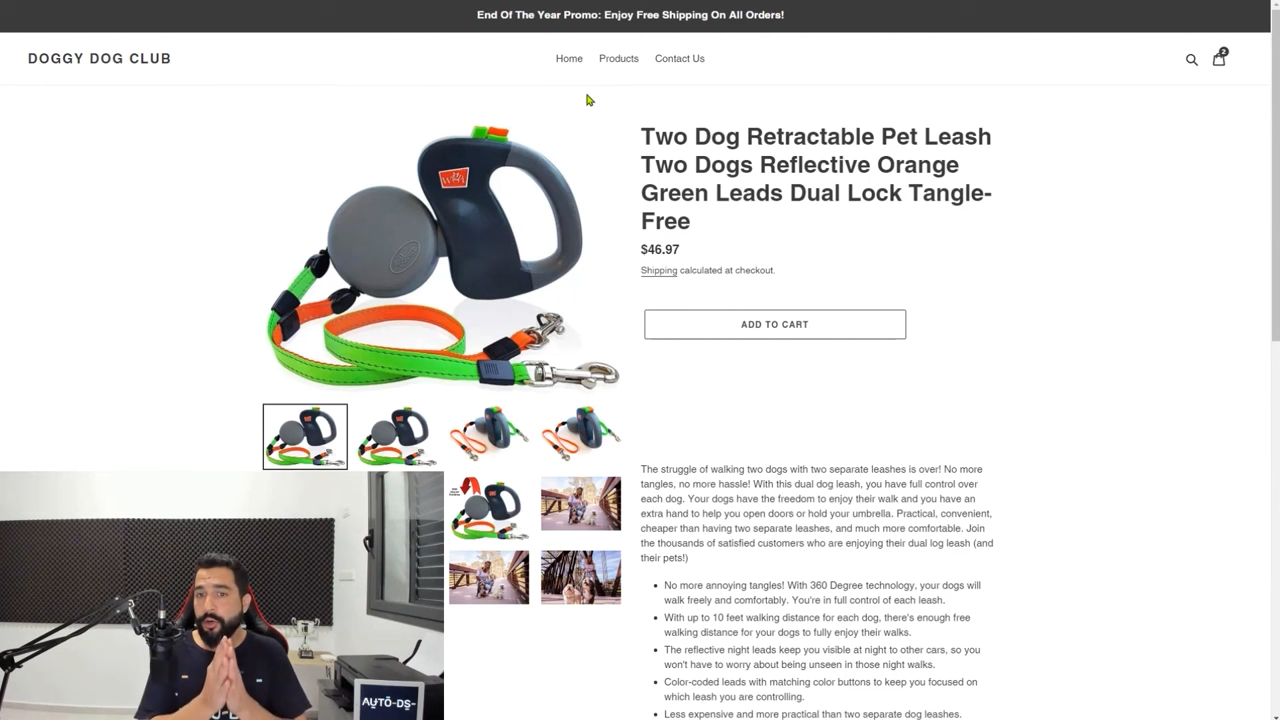 End Of The Year Promo: Enjoy Free Shipping On All Orders!
DOGGY DOG CLUB
Home
Products
Contact Us
2
Two Dog Retractable Pet Leash
Two Dogs Reflective Orange
Green Leads Dual Lock Tangle-
Free
$46.97
Shipping calculated at checkout.
ADD TO CART
The struggle of walking two dogs with two separate leashes is over! No more
tangles, no more hassle! With this dual dog leash, you have full control over
each dog. Your dogs have the freedom to enjoy their walk and you have an
extra hand to help you open doors or hold your umbrella. Practical, convenient,
cheaper than having two separate leashes, and much more comfortable. Join
the thousands of satisfied customers who are enjoying their dual log leash (and
their pets!)
No more annoying tangles! With 360 Degree technology, your dogs will
walk freely and comfortably. You're in full control of each leash.
With up to 10 feet walking distance for each dog, there's enough free
walking distance for your dogs to fully enjoy their walks.
The reflective night leads keep you visible at night to other cars, so you
won't have to worry about being unseen in those night walks.
Color-coded leads with matching color buttons to keep you focused on
which leash you are controlling.
Less expensive and more practical than two separate dog leashes.
AUTO-DS-